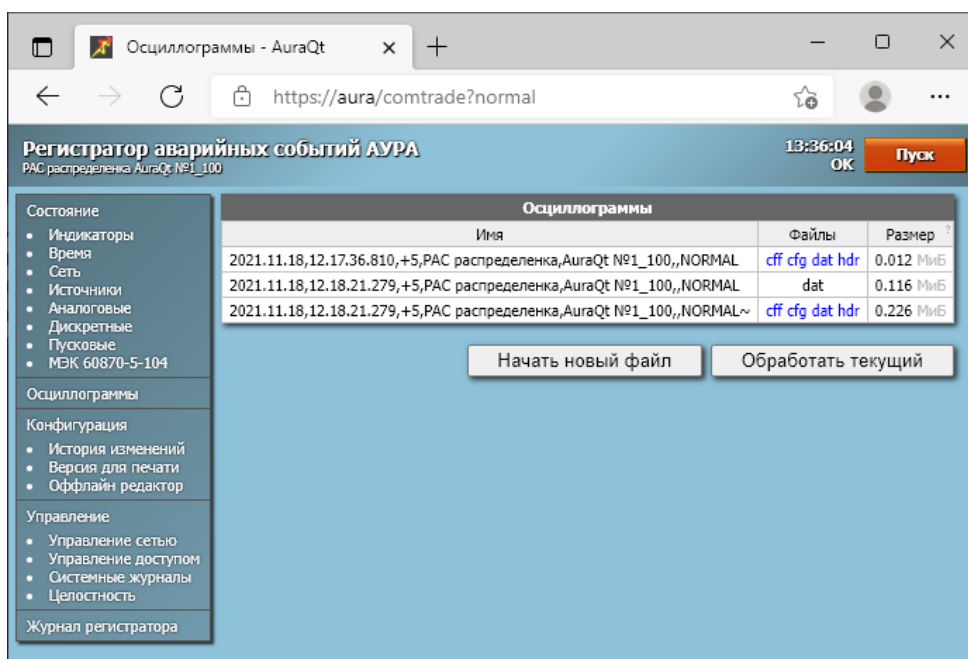 Осциллограммы - AuraQt
https://aura/comtrade?normal
Регистратор аварийных событий АУРА
РАС распределенка AuraQt №1_100
13:36:04
OK
Пуск
Состояние
• Индикаторы
• Время
• Сеть
• Источники
• Аналоговые
• Дискретные
• Пусковые
• МЭК 60870-5-104
Осциллограммы
Конфигурация
• История изменений
• Версия для печати
• Оффлайн редактор
Управление
• Управление сетью
• Управление доступом
• Системные журналы
• Целостность
Журнал регистратора
Осциллограммы
Имя Файлы Размер ?
2021.11.18,12.17.36.810,+5,РАС распределенка,AuraQt №1_100,,NORMAL cff cfg dat hdr 0.012 МиБ
2021.11.18,12.18.21.279,+5,РАС распределенка,AuraQt №1_100,,NORMAL dat 0.116 МиБ
2021.11.18,12.18.21.279,+5,РАС распределенка,AuraQt №1_100,,NORMAL~ cff cfg dat hdr 0.226 МиБ
Начать новый файл Обработать текущий